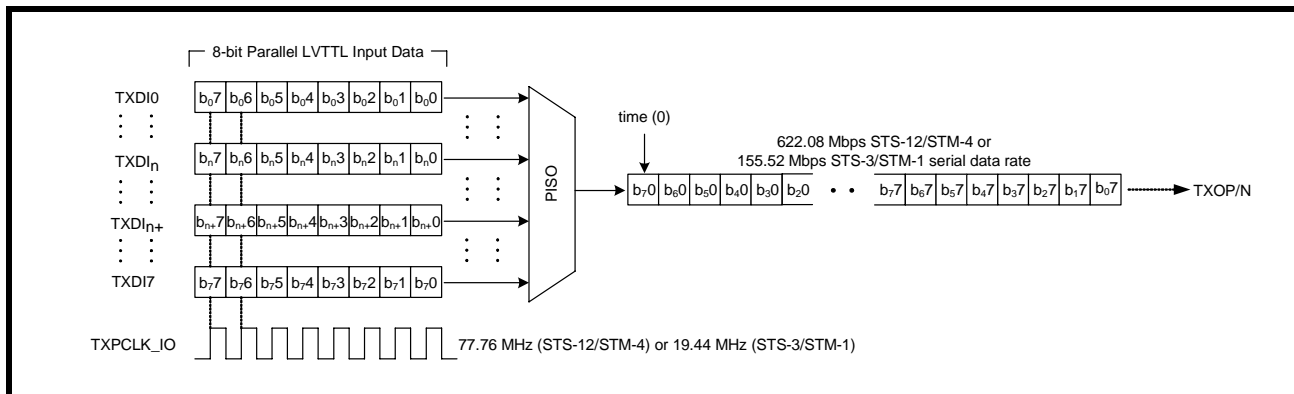 8-bit Parallel LVTTL Input Data
TXDI0
b07 b06 b05 b04 b03 b02 b01 b00
time (0)
622.08 Mbps STS-12/STM-4 or
155.52 Mbps STS-3/STM-1 serial data rate
TXDIn
bn7 bn6 bn5 bn4 bn3 bn2 bn1 bn0
PISO
b70 b60 b50 b40 b30 b20 b77 b67 b57 b47 b37 b27 b17 b07
TXOP/N
TXDIn+
bn+7 bn+6 bn+5 bn+4 bn+3 bn+2 bn+1 bn+0
TXDI7
b77 b76 b75 b74 b73 b72 b71 b70
TXPCLK_IO
77.76 MHz (STS-12/STM-4) or 19.44 MHz (STS-3/STM-1)